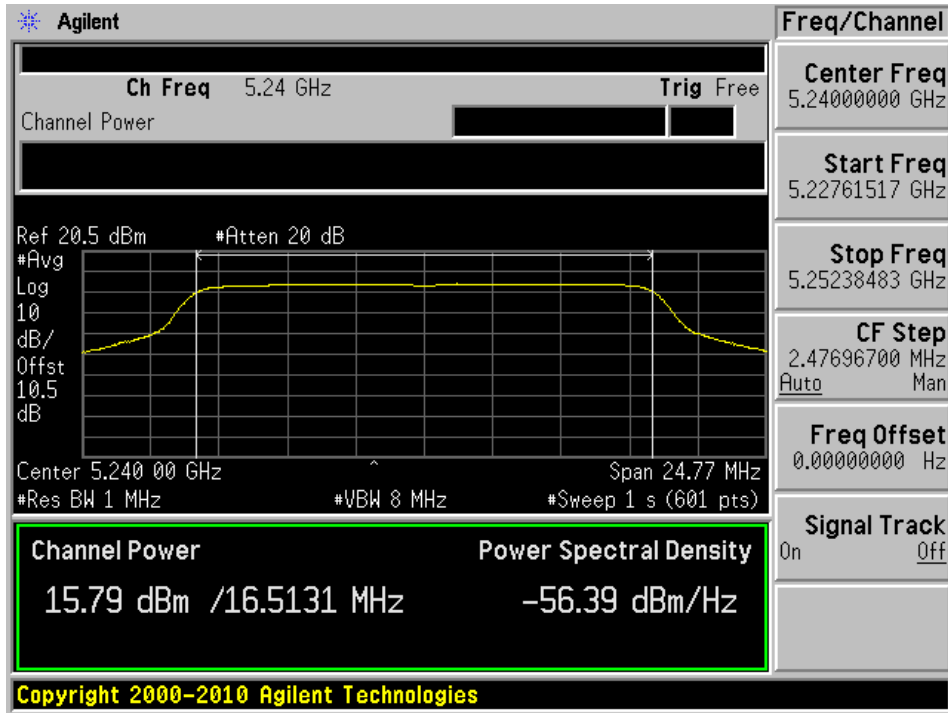 Agilent
Ch Freq 5.24 GHz Trig Free
Channel Power
Ref 20.5 dBm #Atten 20 dB
#Avg
Log
10
dB/
Offst
10.5
dB
Center 5.240 00 GHz ^ Span 24.77 MHz
#Res BW 1 MHz #VBW 8 MHz #Sweep 1 s (601 pts)
Channel Power Power Spectral Density
15.79 dBm /16.5131 MHz -56.39 dBm/Hz
Copyright 2000-2010 Agilent Technologies
Freq/Channel
Center Freq
5.24000000 GHz
Start Freq
5.22761517 GHz
Stop Freq
5.25238483 GHz
CF Step
2.47696700 MHz
Auto Man
Freq Offset
0.00000000 Hz
Signal Track
On Off